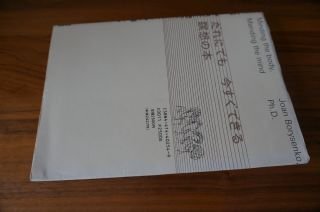 Minding the body,
Mending the mind
Joan Borysenko
Ph.D.
だれにでも 今すぐできる
瞑想の本